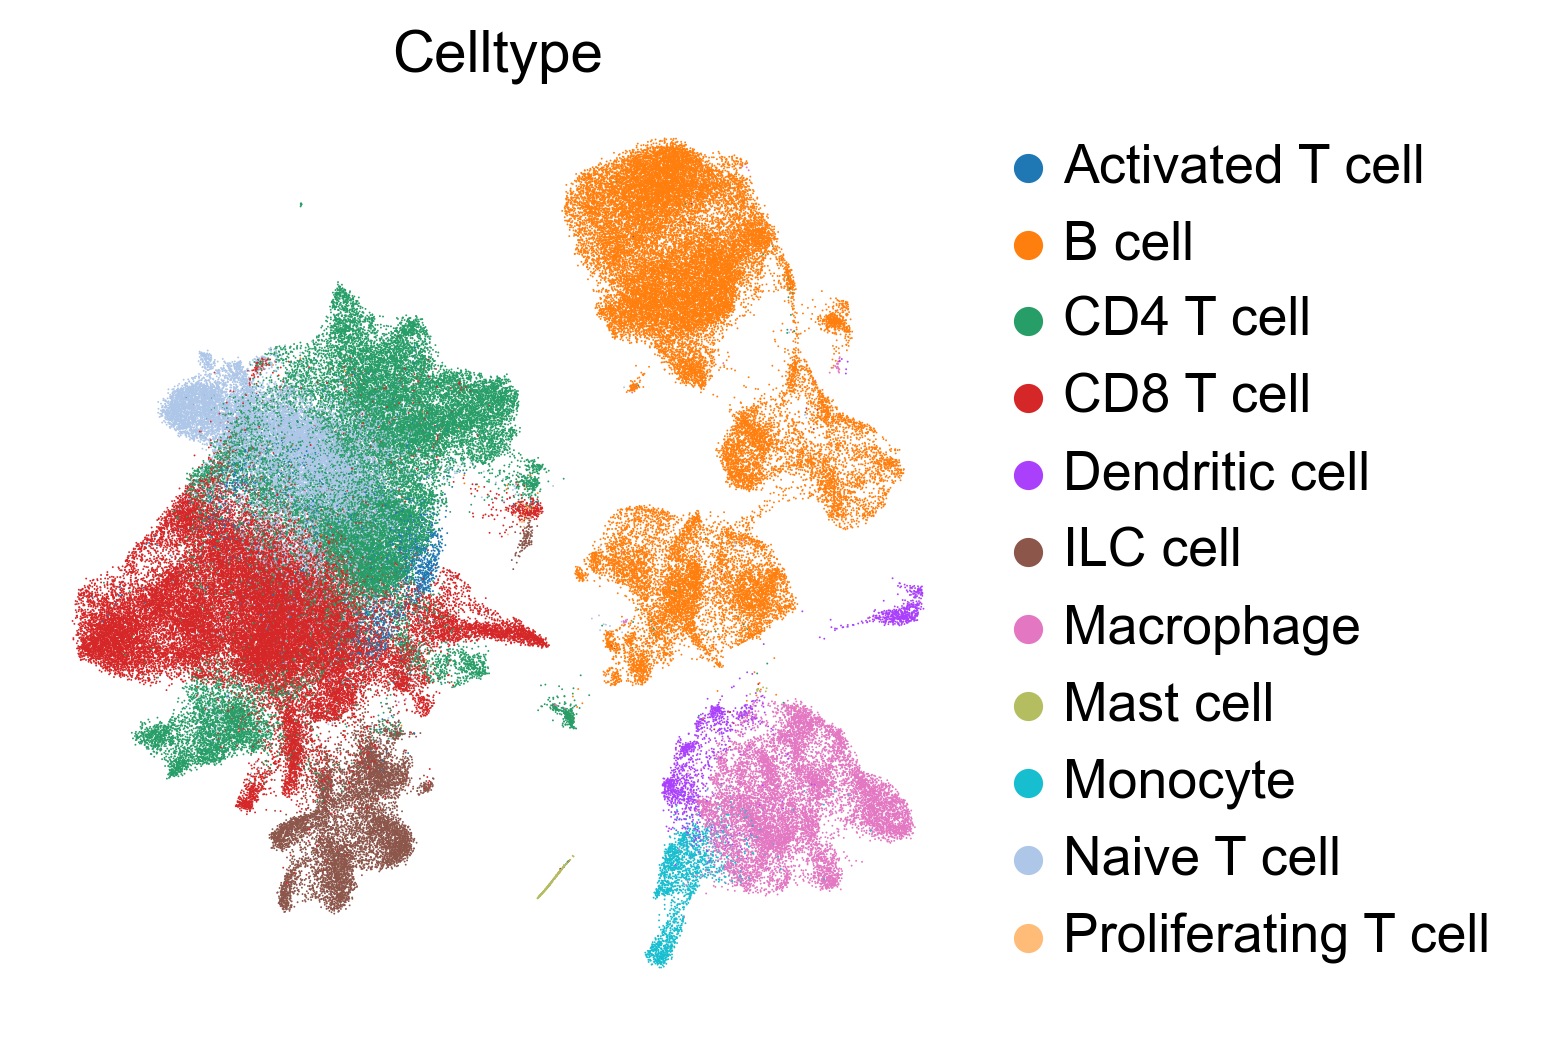 Celltype
Activated T cell
B cell
CD4 T cell
CD8 T cell
Dendritic cell
ILC cell
Macrophage
Mast cell
Monocyte
Naive T cell
Proliferating T cell